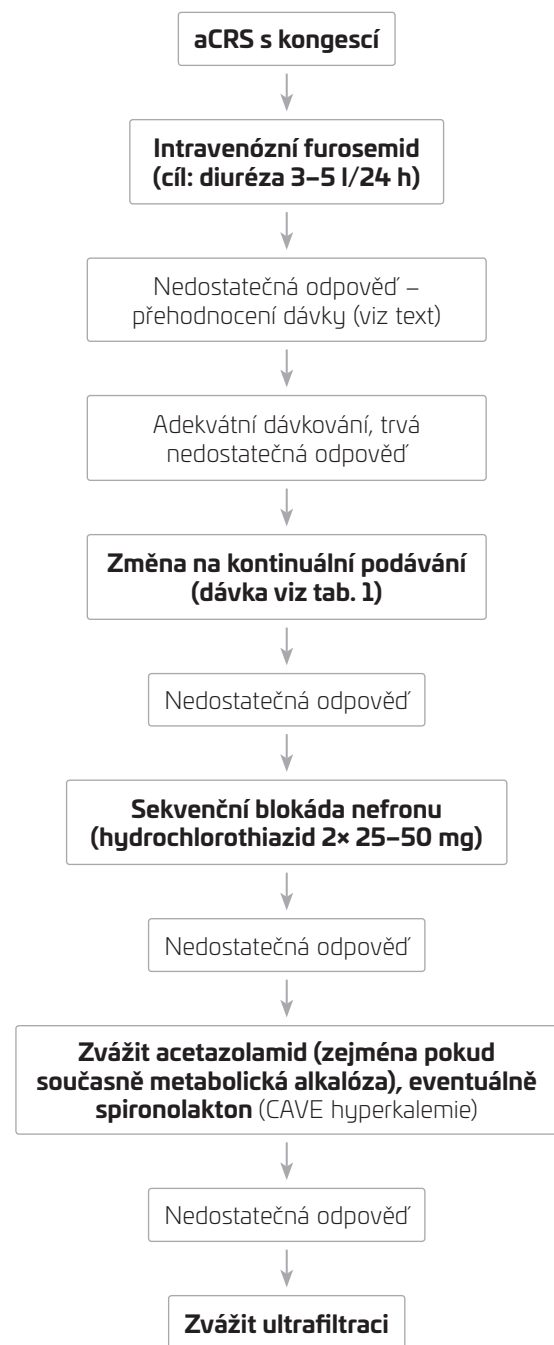 aCRS s kongescí
Intravenózní furosemid
(cíl: diuréza 3–5 l/24 h)
Nedostatečná odpověď –
přehodnocení dávky (viz text)
Adekvátní dávkování, trvá
nedostatečná odpověď
Změna na kontinuální podávání
(dávka viz tab. 1)
Nedostatečná odpověď
Sekvenční blokáda nefronu
(hydrochlorothiazid 2× 25–50 mg)
Nedostatečná odpověď
Zvážit acetazolamid (zejména pokud
současně metabolická alkalóza), eventuálně
spironolakton (CAVE hyperkalemie)
Nedostatečná odpověď
Zvážit ultrafiltraci